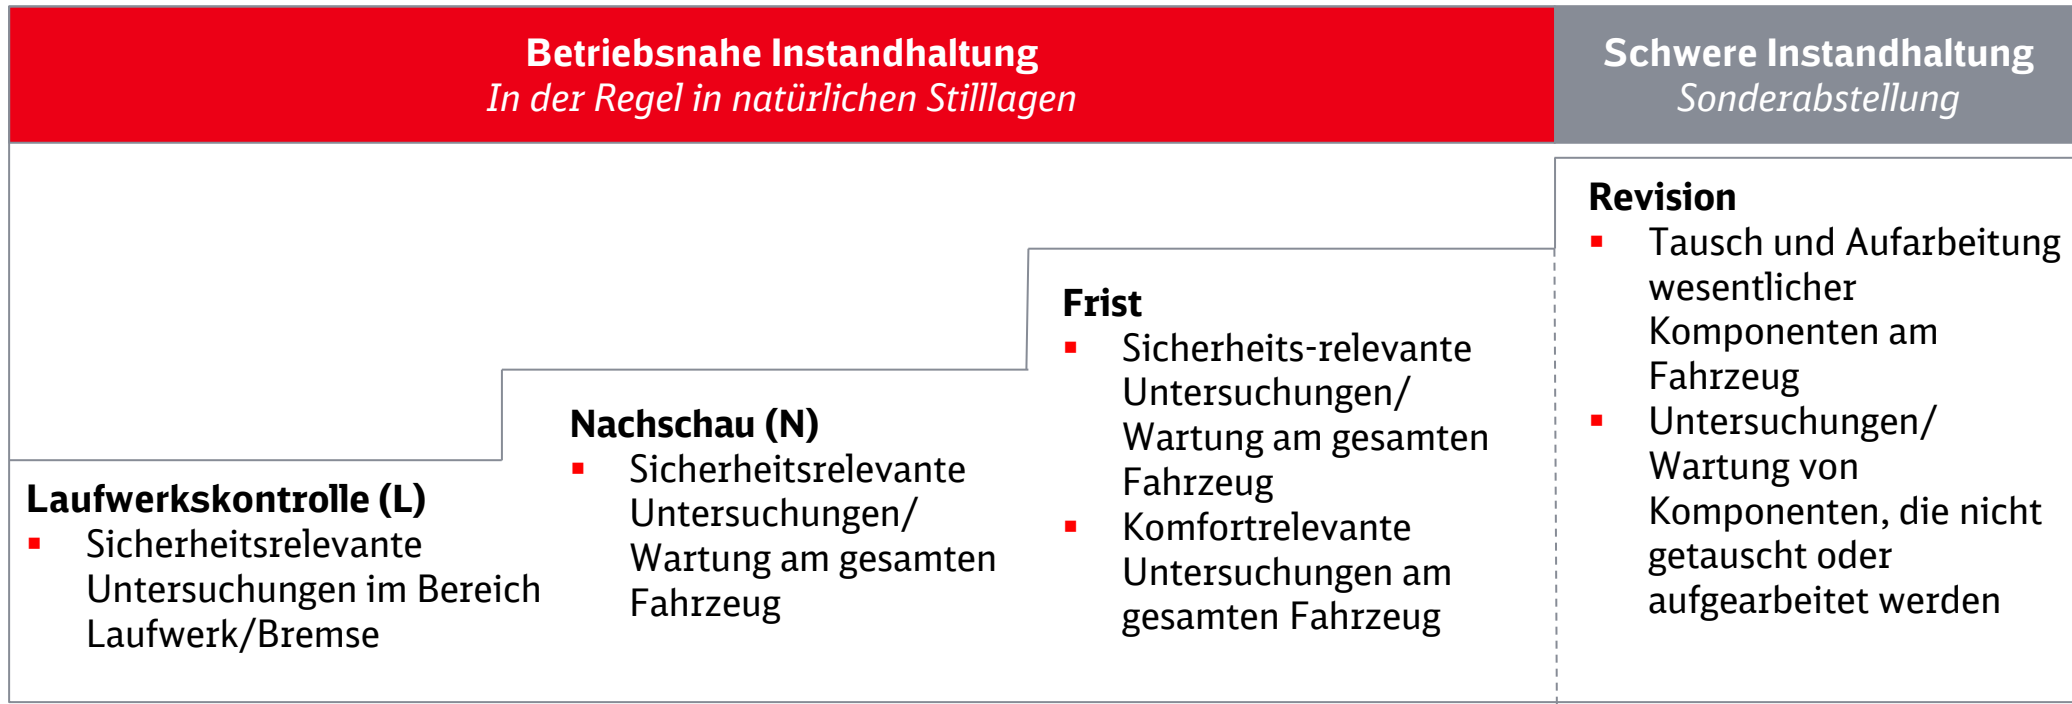 Betriebsnahe Instandhaltung
In der Regel in natürlichen Stilllagen
Schwere Instandhaltung
Sonderabstellung
Laufwerkskontrolle (L)
▪ Sicherheitsrelevante
Untersuchungen im Bereich
Laufwerk/Bremse
Nachschau (N)
▪ Sicherheitsrelevante
Untersuchungen/
Wartung am gesamten
Fahrzeug
Frist
▪ Sicherheits-relevante
Untersuchungen/
Wartung am gesamten
Fahrzeug
▪ Komfortrelevante
Untersuchungen am
gesamten Fahrzeug
Revision
▪ Tausch und Aufarbeitung
wesentlicher
Komponenten am
Fahrzeug
▪ Untersuchungen/
Wartung von
Komponenten, die nicht
getauscht oder
aufgearbeitet werden